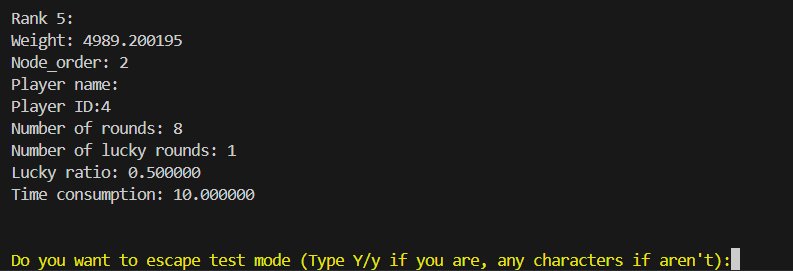 Rank 5:
Weight: 4989.200195
Node_order: 2
Player name:
Player ID:4
Number of rounds: 8
Number of lucky rounds: 1
Lucky ratio: 0.500000
Time consumption: 10.000000
Do you want to escape test mode (Type Y/y if you are, any characters if aren't):